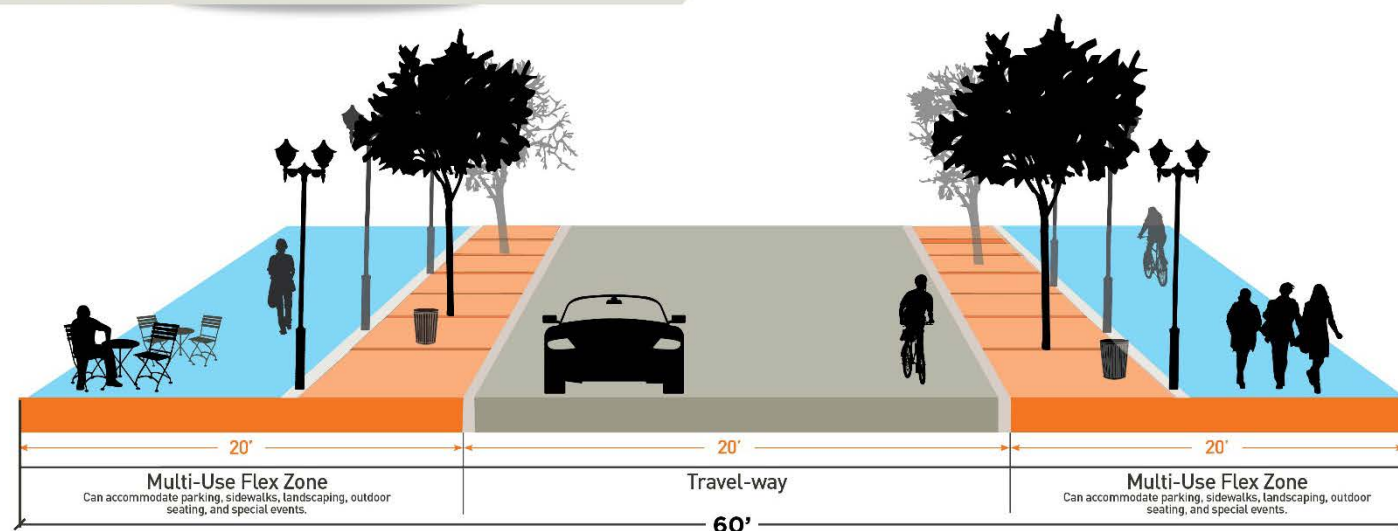 20’
20’
20’
Multi-Use Flex Zone
Can accommodate parking, sidewalks, landscaping, outdoor
seating, and special events.
Travel-way
Multi-Use Flex Zone
Can accommodate parking, sidewalks, landscaping, outdoor
seating, and special events.
60’